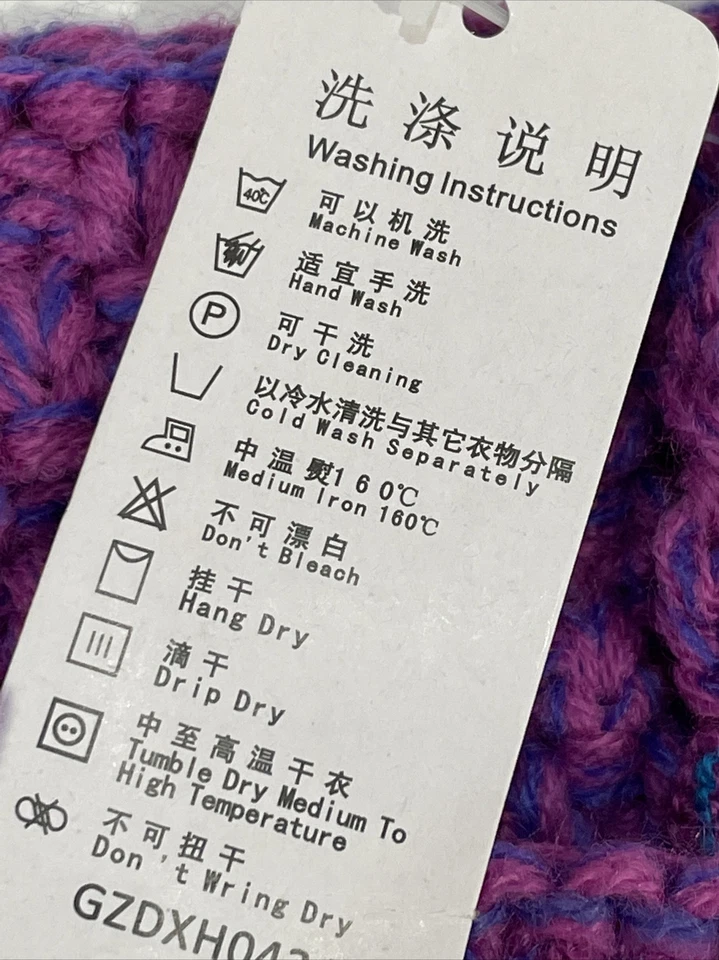 洗涤说明
Washing Instructions
40℃
可以机洗
Machine Wash
适宜手洗
Hand Wash
P
可干洗
Dry Cleaning
以冷水清洗与其它衣物分隔
Cold Wash Separately
中温熨160℃
Medium Iron 160℃
不可漂白
Don't Bleach
挂干
Hang Dry
滴干
Drip Dry
中至高温干衣
Tumble Dry Medium To
High Temperature
不可扭干
Don't Wring Dry